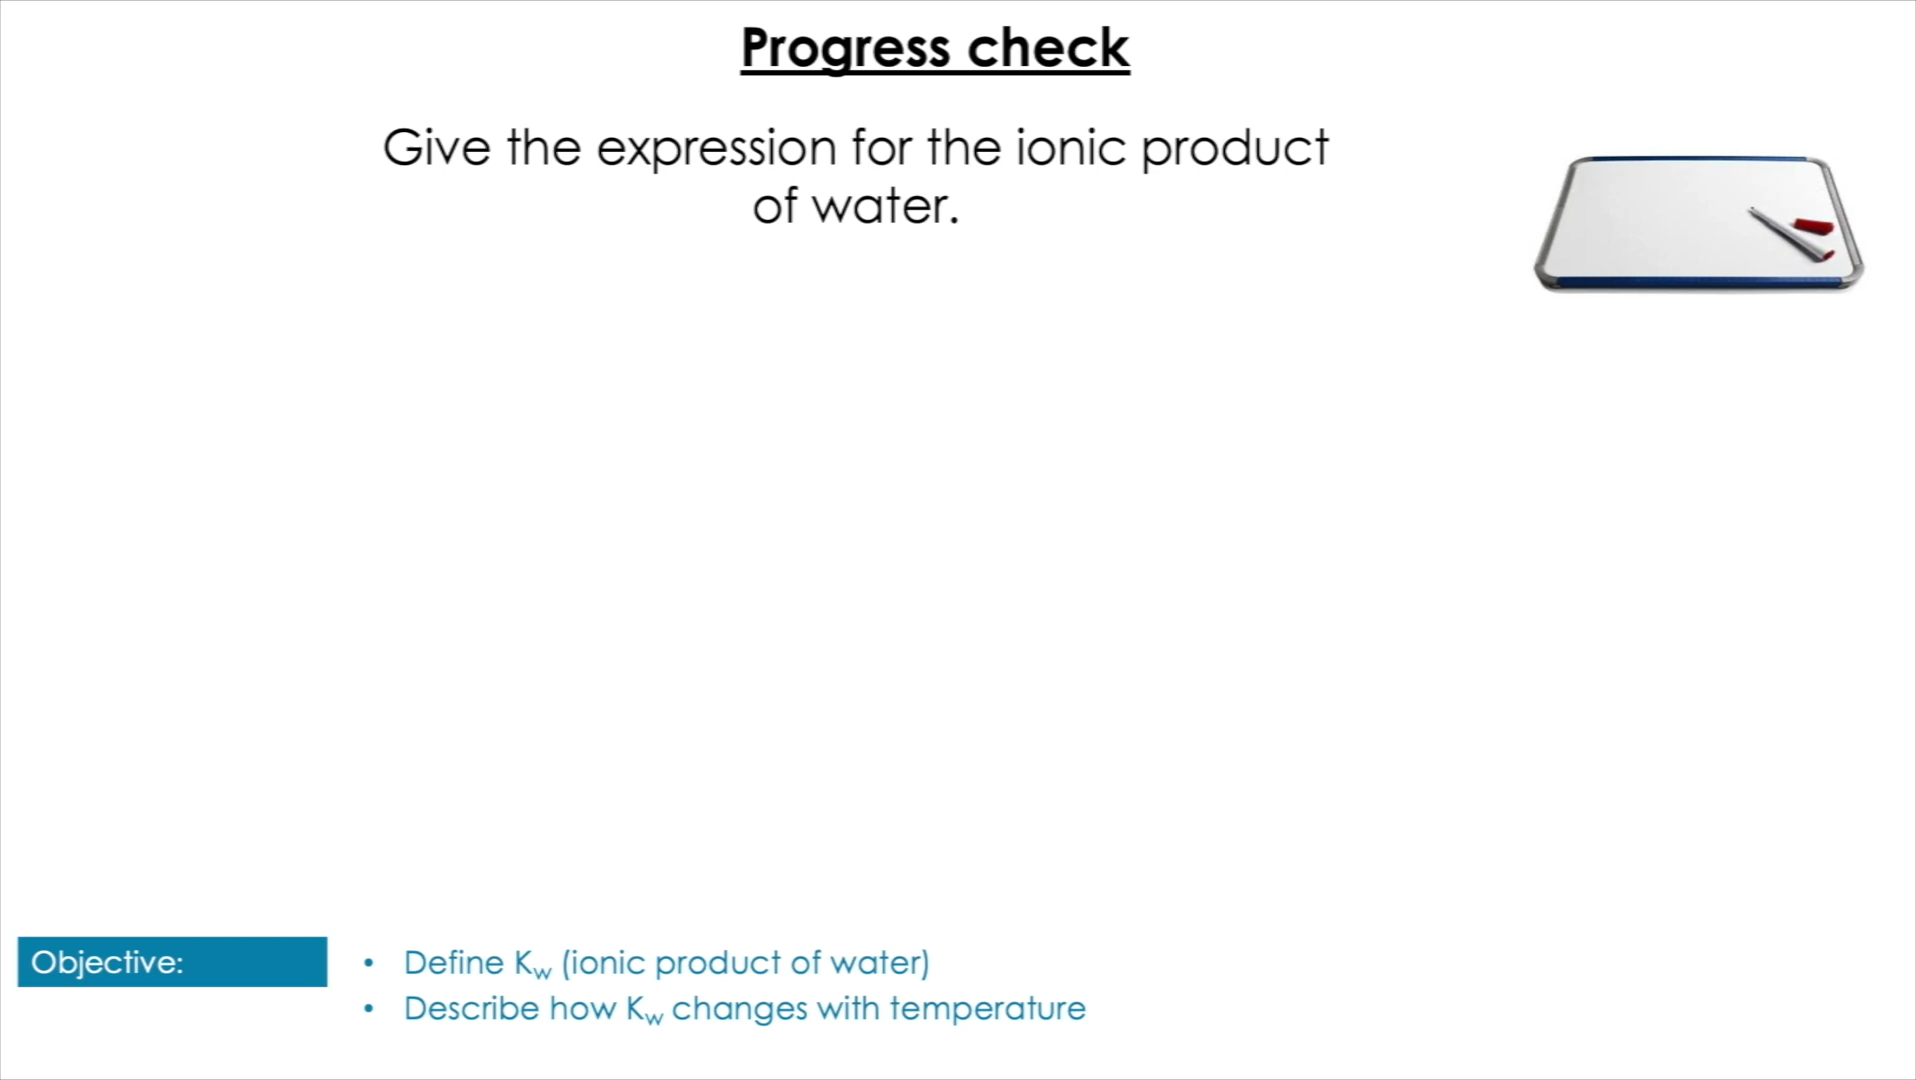 Progress check
Give the expression for the ionic product
of water.
Objective:
• Define Kw (ionic product of water)
• Describe how Kw changes with temperature